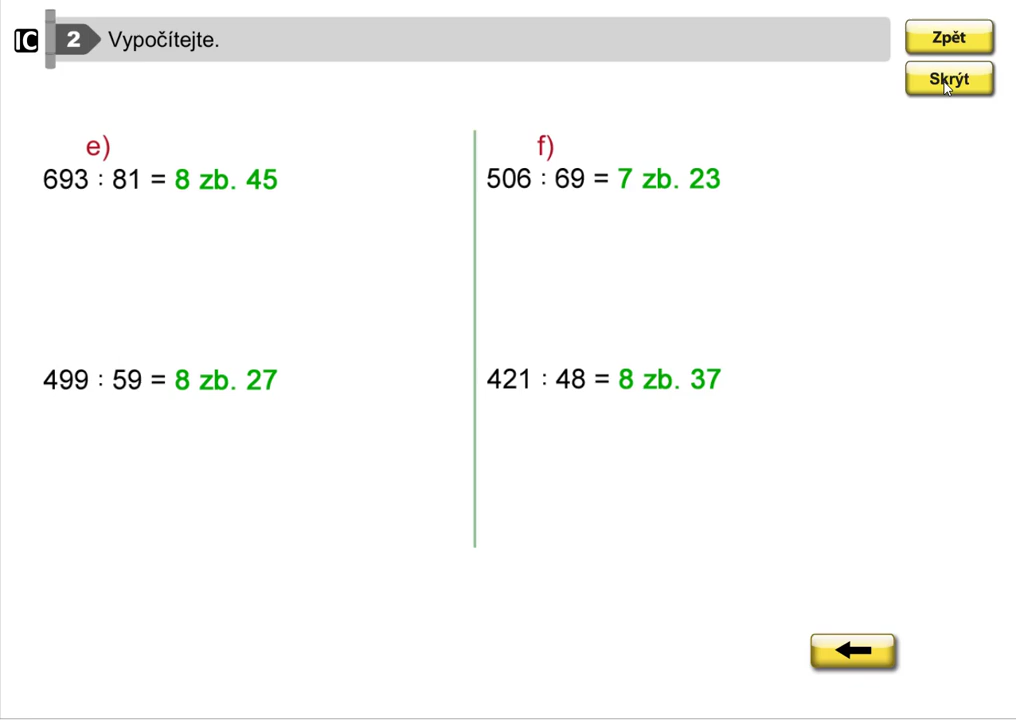 IC 2 Vypočítejte.
Zpět
Skrýt
e)
693 : 81 = 8 zb. 45
499 : 59 = 8 zb. 27
f)
506 : 69 = 7 zb. 23
421 : 48 = 8 zb. 37